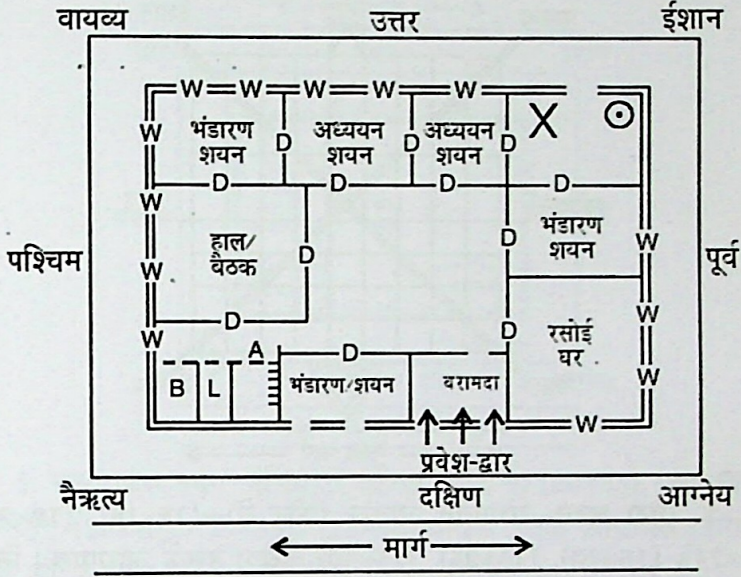 वायव्य उत्तर ईशान
W W W W W
W भंडारण शयन D अध्ययन शयन D अध्ययन शयन D X
D D D D
W
पश्चिम हाल/बैठक D D भंडारण शयन W पूर्व
W
D D रसोई घर W
W A D W
B L भंडारण/शयन वरामदा
W
प्रवेश-द्वार
नैऋत्य दक्षिण आग्नेय
मार्ग